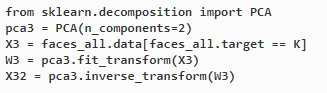 from sklearn.decomposition import PCA
pca3 = PCA(n_components=2)
X3 = faces_all.data[faces_all.target == K]
W3 = pca3.fit_transform(X3)
X32 = pca3.inverse_transform(W3)